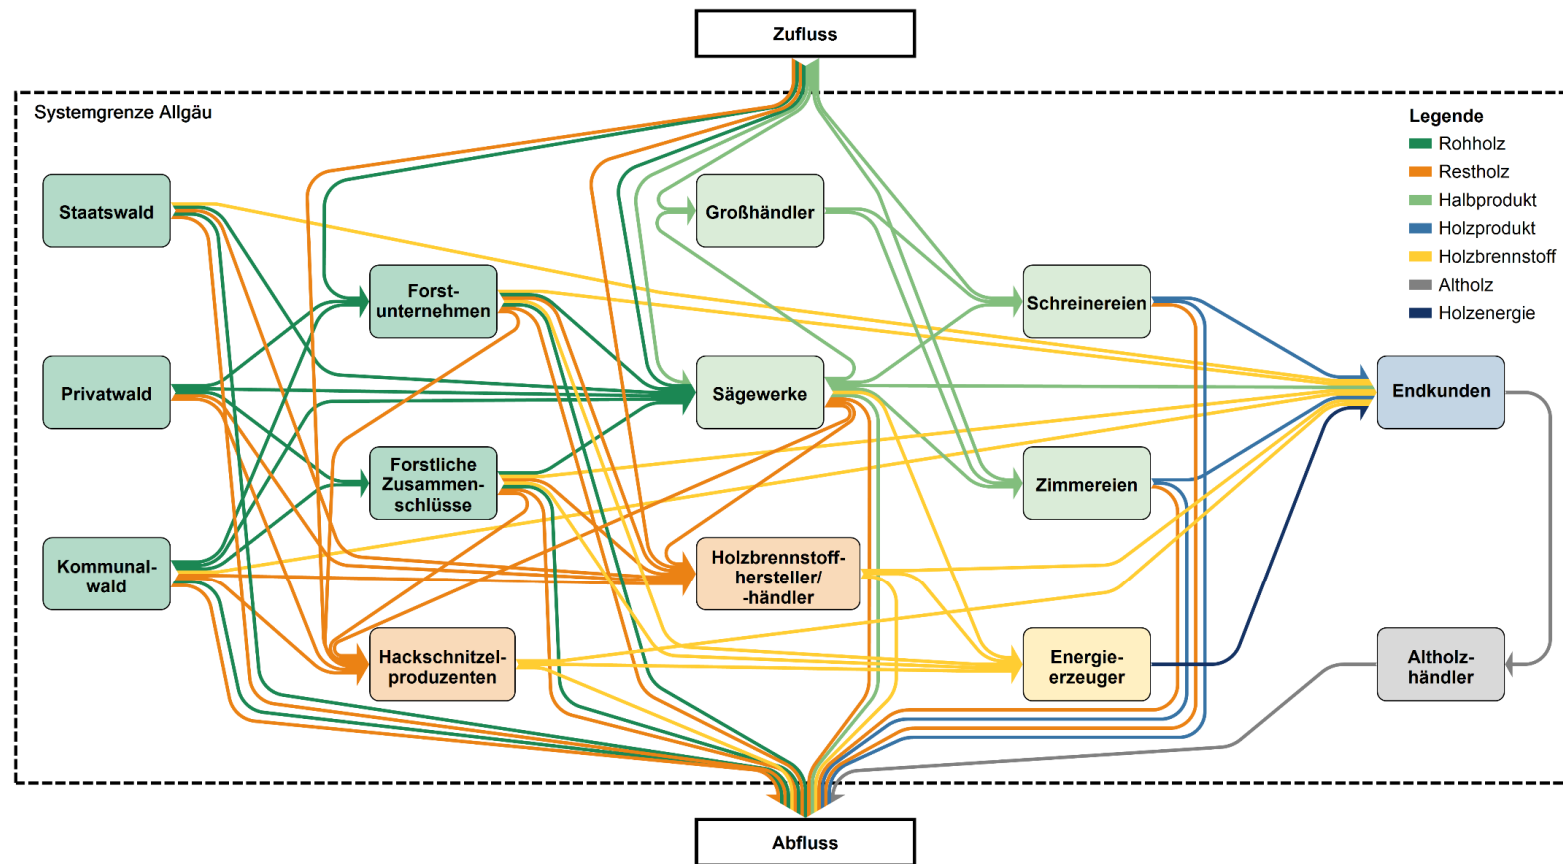 Zufluss
Systemgrenze Allgäu
Legende
Rohholz
Restholz
Halbprodukt
Holzprodukt
Holzbrennstoff
Altholz
Holzenergie
Staatswald
Großhändler
Forst-
unternehmen
Schreinereien
Privatwald
Sägewerke
Endkunden
Forstliche
Zusammen-
schlüsse
Zimmereien
Kommunal-
wald
Holzbrennstoff-
hersteller/
-händler
Hackschnitzel-
produzenten
Energie-
erzeuger
Altholz-
händler
Abfluss